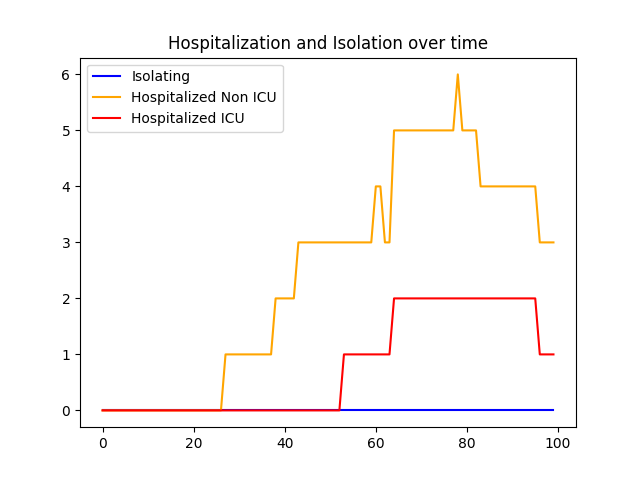 Hospitalization and Isolation over time
Isolating
Hospitalized Non ICU
Hospitalized ICU
6
5
4
3
2
1
0
0 20 40 60 80 100